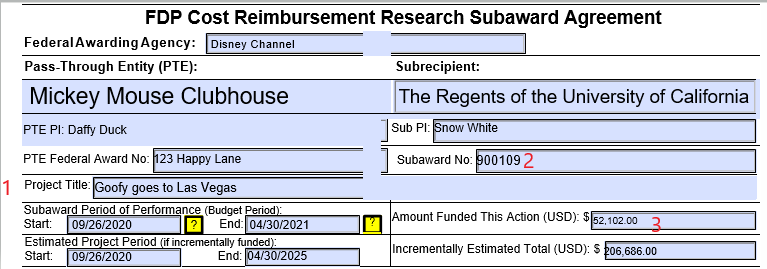 FDP Cost Reimbursement Research Subaward Agreement
Federal Awarding Agency: Disney Channel
Pass-Through Entity (PTE): Subrecipient:
Mickey Mouse Clubhouse The Regents of the University of California
PTE PI: Daffy Duck Sub PI: Snow White
PTE Federal Award No: 123 Happy Lane Subaward No: 900109 2
1 Project Title: Goofy goes to Las Vegas
Subaward Period of Performance (Budget Period):
Start: 09/26/2020 ? End: 04/30/2021 ? Amount Funded This Action (USD): $ 52,102.00 3
Estimated Project Period (if incrementally funded):
Start: 09/26/2020 End: 04/30/2025 Incrementally Estimated Total (USD): $ 206,686.00